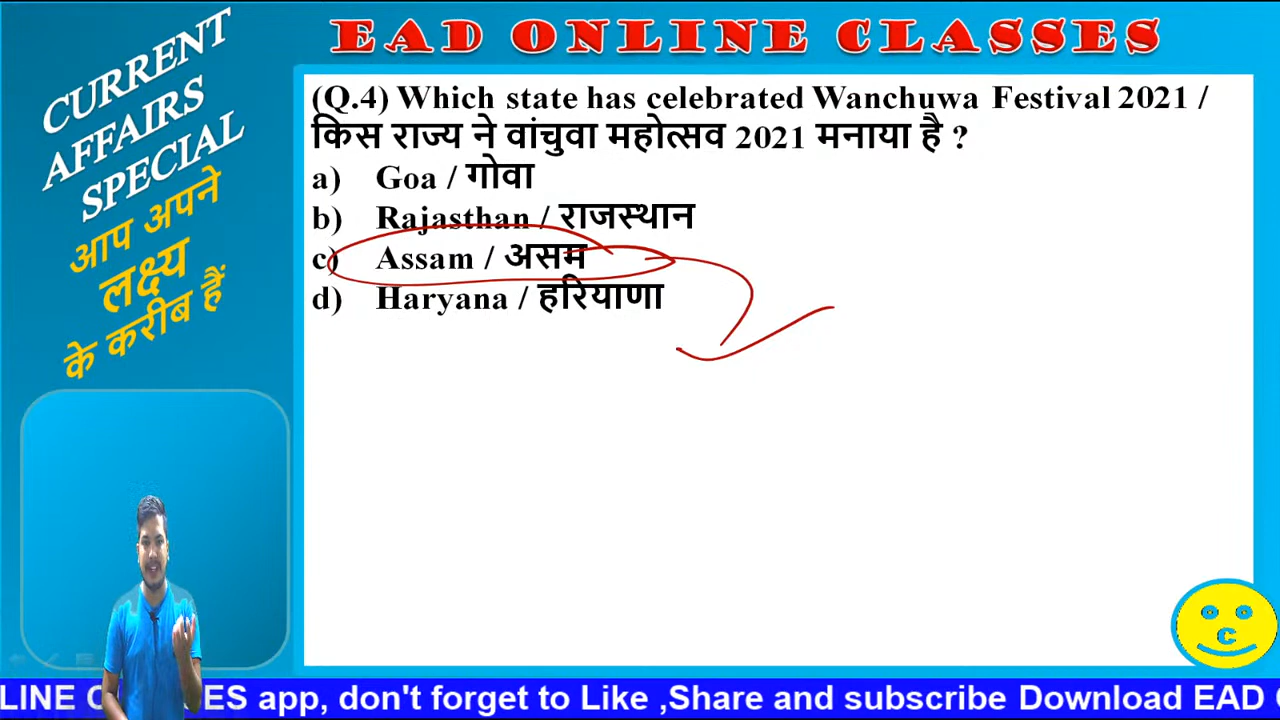 EAD ONLINE CLASSES
CURRENT
AFFAIRS
SPECIAL
आप अपने
लक्ष्य
के करीब हैं
(Q.4) Which state has celebrated Wanchuwa Festival 2021 /
किस राज्य ने वांचुवा महोत्सव 2021 मनाया है ?
a) Goa / गोवा
b) Rajasthan / राजस्थान
c) Assam / असम
d) Haryana / हरियाणा
c
LINE C SES app, don't forget to Like ,Share and subscribe Download EAD